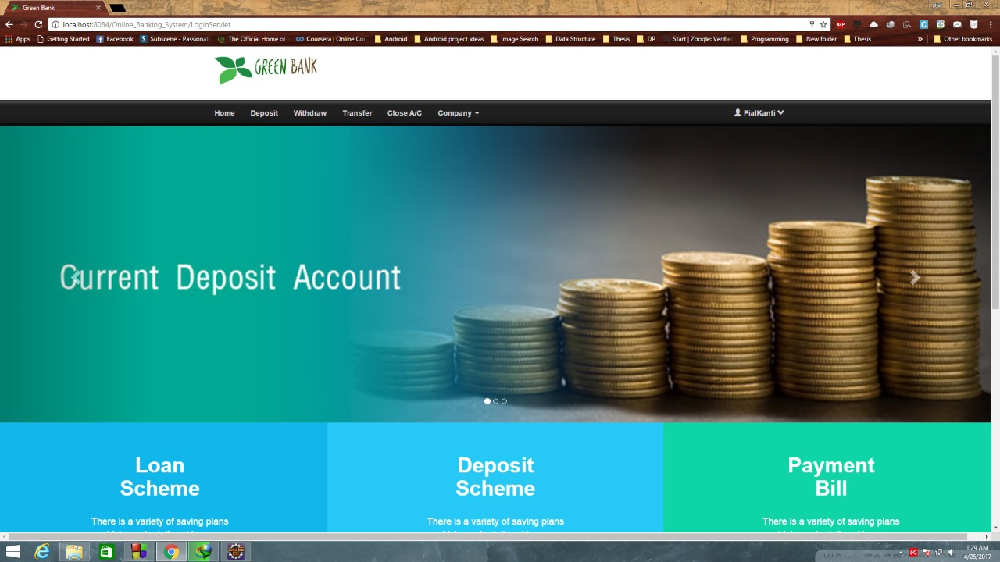 Green Bank
pial
localhost:8084/Online_Banking_System/LoginServlet
Apps Getting Started Facebook Subscene - Passionat The Official Home of Coursera | Online Cou Android Android project ideas Image Search Data Structure Thesis DP Start | Zooqle: Verifie Programming New folder Thesis » Other bookmarks
GREEN BANK
Home Deposit Withdraw Transfer Close A/C Company PialKanti
Current Deposit Account
Loan
Scheme
Deposit
Scheme
Payment
Bill
There is a variety of saving plans
There is a variety of saving plans
There is a variety of saving plans
1:29 AM
4/25/2017